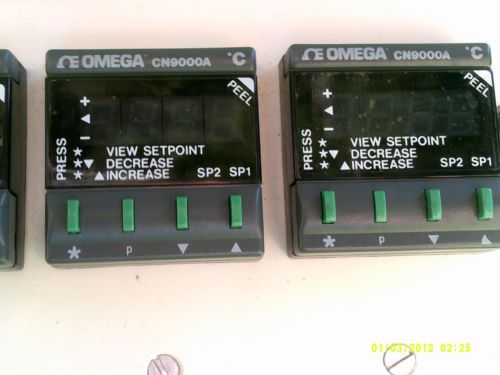 OMEGA CN9000A °C
PEEL
+
▲
−
PRESS
* VIEW SETPOINT
*▼ DECREASE
*▲ INCREASE SP2 SP1
* P ▼ ▲
OMEGA CN9000A °C
PEEL
+
▲
−
PRESS
* VIEW SETPOINT
*▼ DECREASE
*▲ INCREASE SP2 SP1
* P ▼ ▲
01/03/2012 02:25